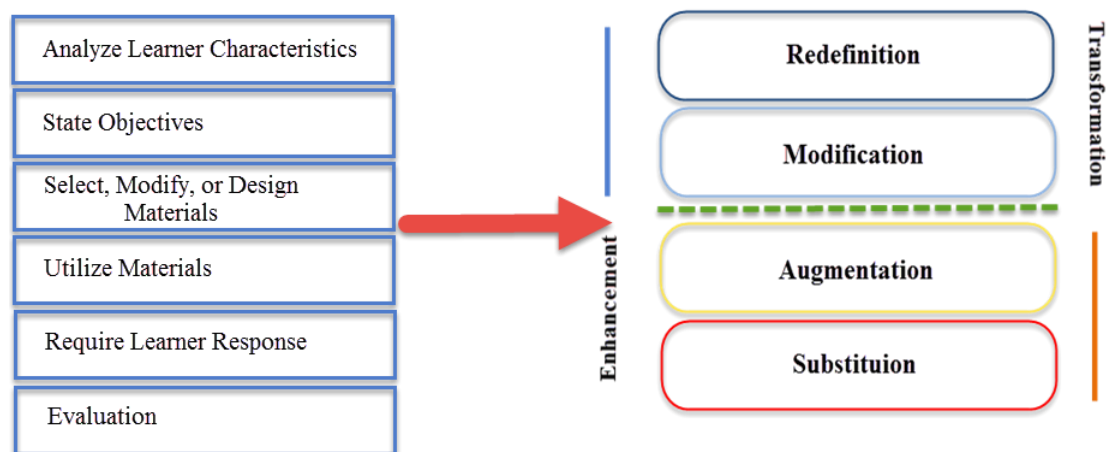 Analyze Learner Characteristics
State Objectives
Select, Modify, or Design
Materials
Utilize Materials
Require Learner Response
Evaluation
Enhancement
Redefinition
Modification
Augmentation
Substituion
Transformation